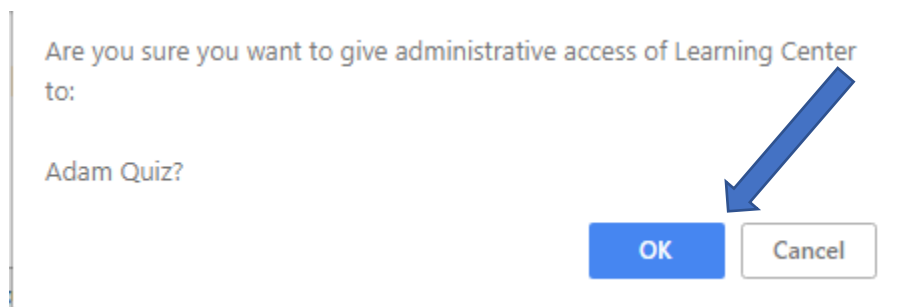 Are you sure you want to give administrative access of Learning Center
to:
Adam Quiz?
OK
Cancel